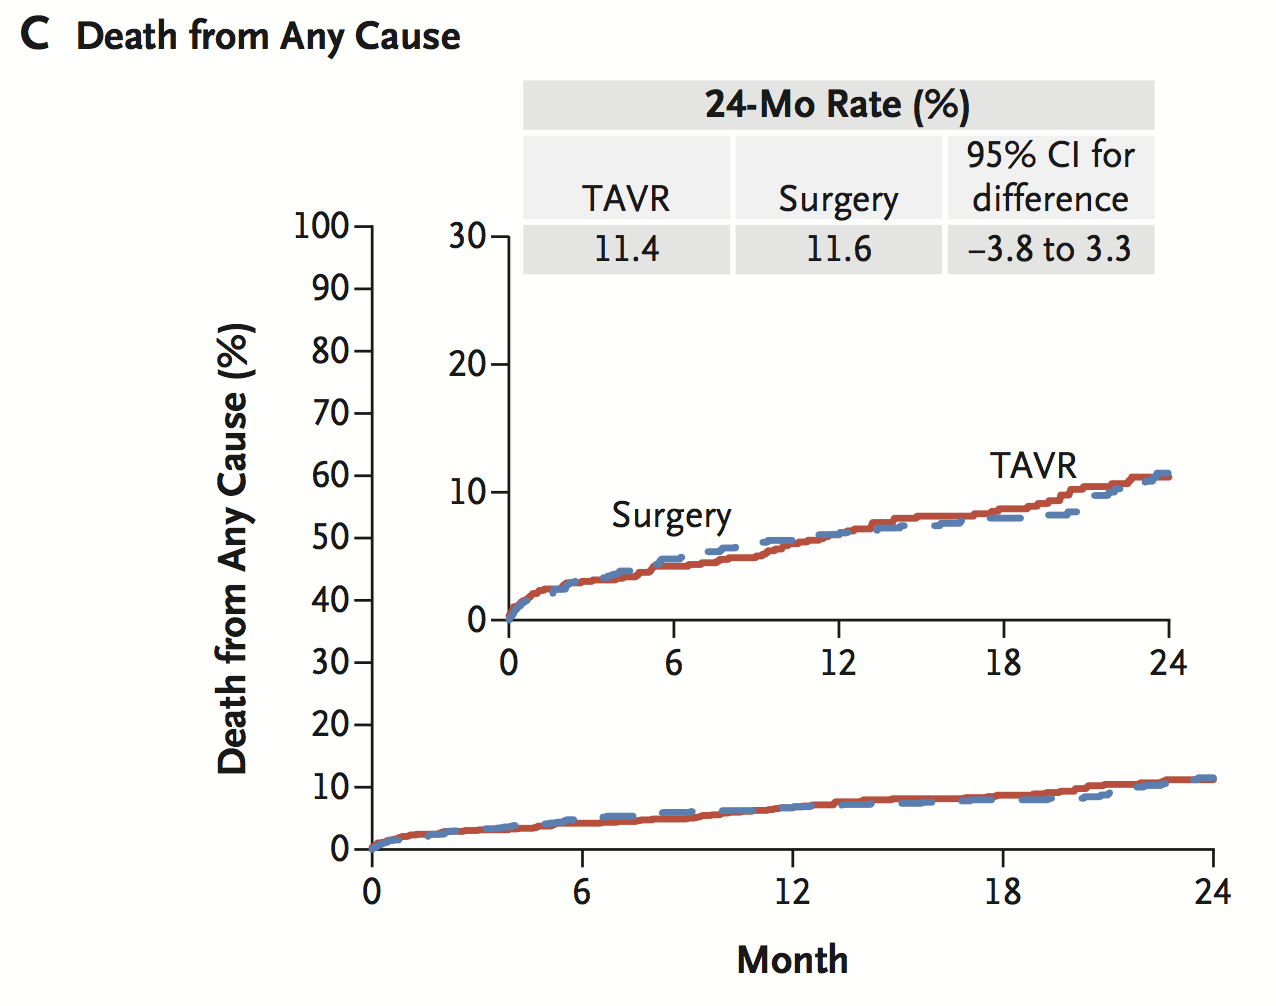 C Death from Any Cause
24-Mo Rate (%)
TAVR Surgery 95% CI for difference
11.4 11.6 –3.8 to 3.3
Death from Any Cause (%)
100
90
80
70
60
50
40
30
20
10
0
30
20
10
0
TAVR
Surgery
0 6 12 18 24
0 6 12 18 24
Month